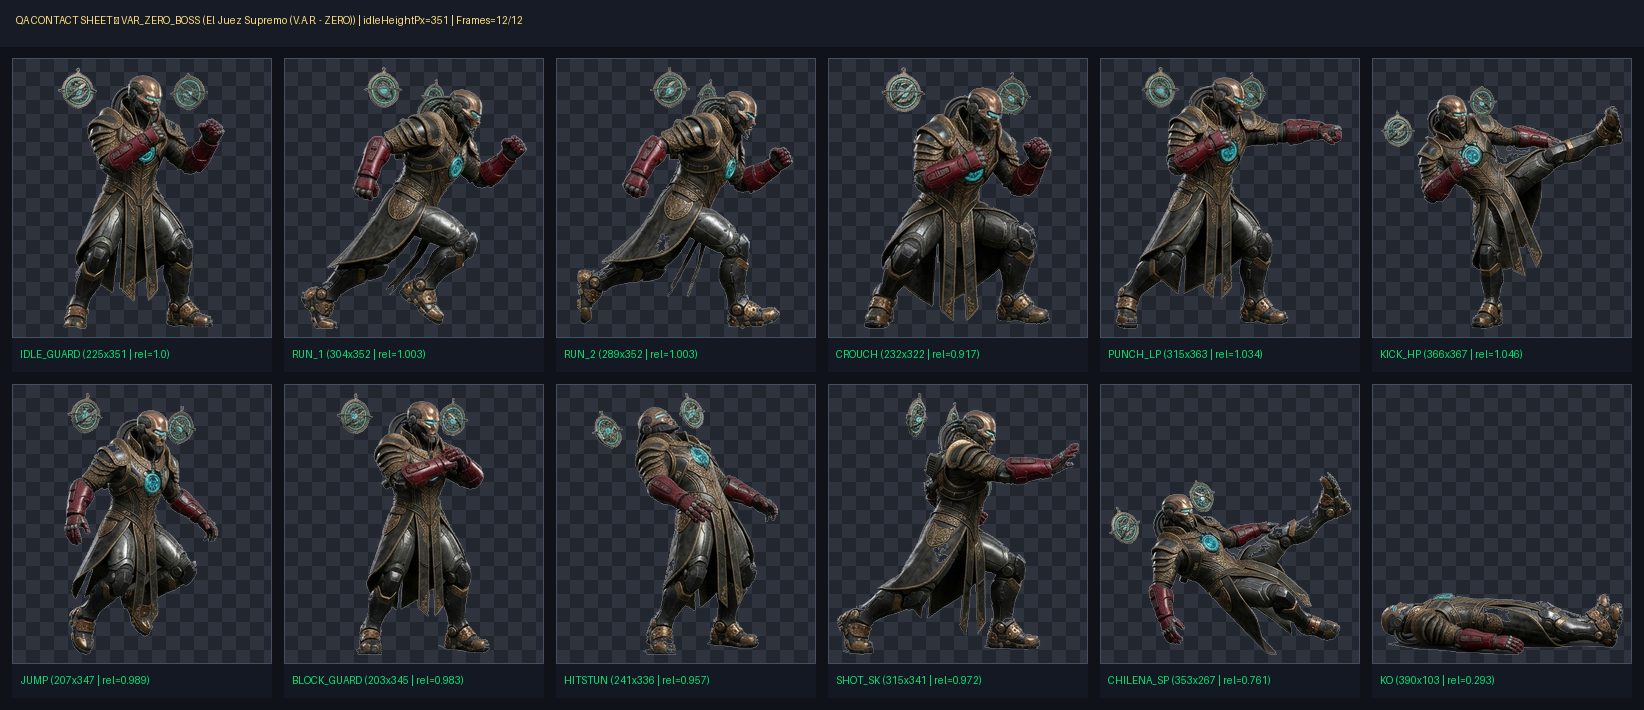 QA CONTACT SHEET VAR_ZERO_BOSS (El Juez Supremo (V.A.R. - ZERO)) | idleHeightPx=351 | Frames=12/12
IDLE_GUARD (225x351 | rel=1.0)
RUN_1 (304x352 | rel=1.003)
RUN_2 (289x352 | rel=1.003)
CROUCH (232x322 | rel=0.917)
PUNCH_LP (315x363 | rel=1.034)
KICK_HP (366x367 | rel=1.046)
JUMP (207x347 | rel=0.989)
BLOCK_GUARD (203x345 | rel=0.983)
HITSTUN (241x336 | rel=0.957)
SHOT_SK (315x341 | rel=0.972)
CHILENA_SP (353x267 | rel=0.761)
KO (390x103 | rel=0.293)